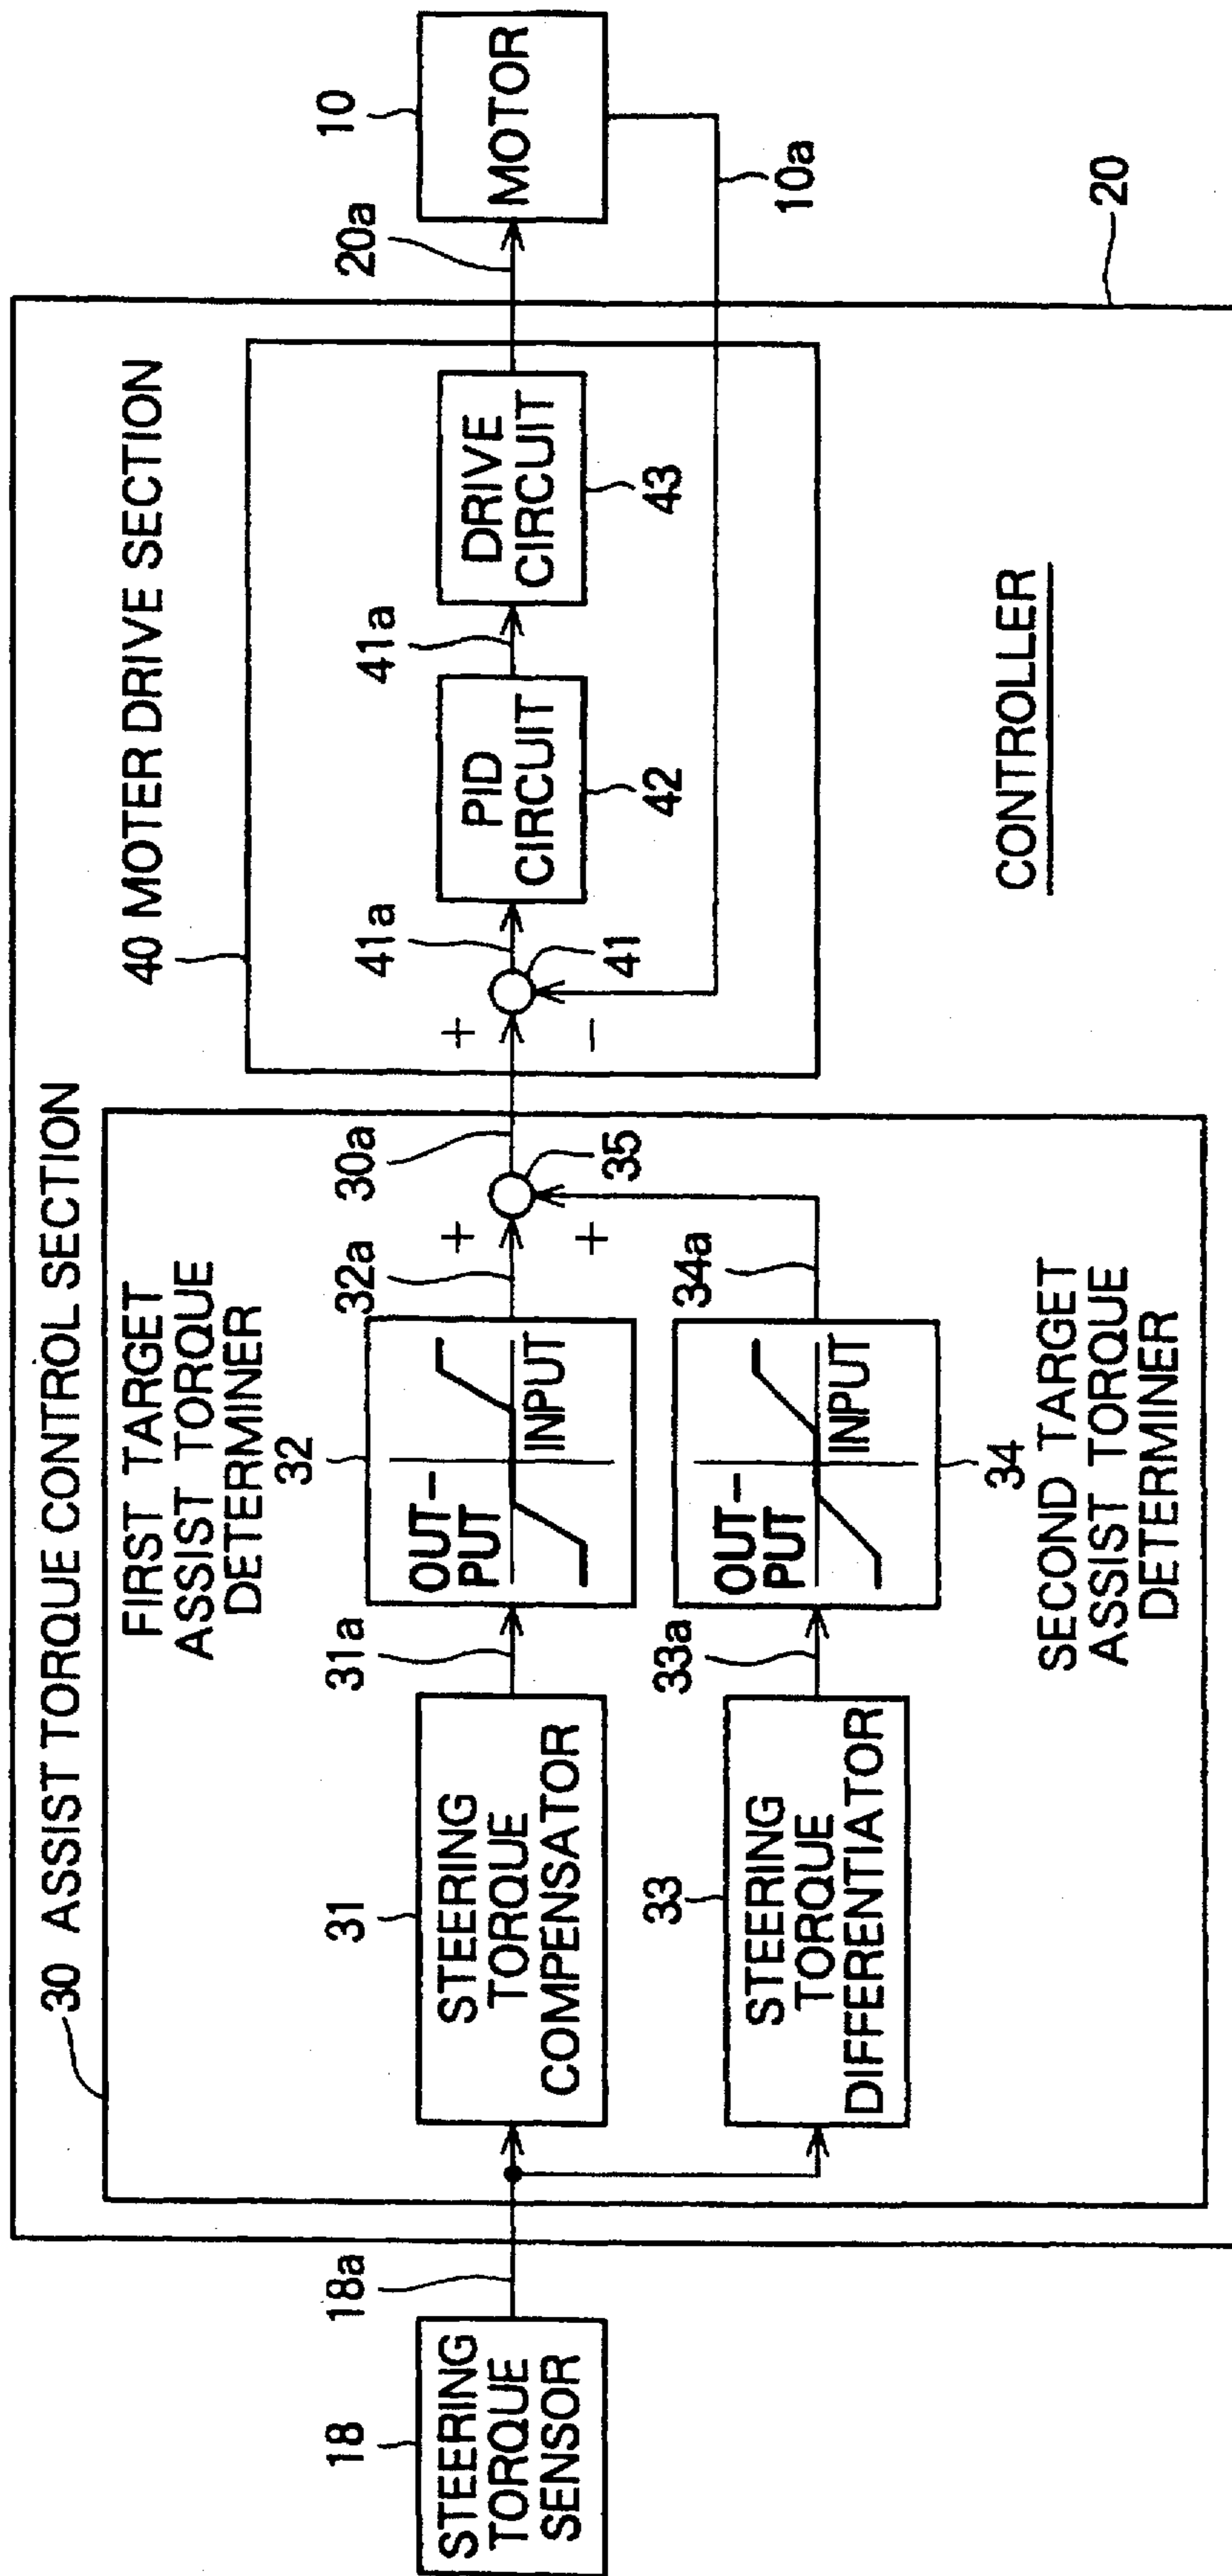 30 ASSIST TORQUE CONTROL SECTION
FIRST TARGET
ASSIST TORQUE
DETERMINER
40 MOTER DRIVE SECTION
18
STEERING
TORQUE
SENSOR
18a
31
STEERING
TORQUE
COMPENSATOR
31a
32
OUT-
PUT
INPUT
32a
+
+
30a
35
33
STEERING
TORQUE
DIFFERENTIATOR
33a
OUT-
PUT
INPUT
34
34a
SECOND TARGET
ASSIST TORQUE
DETERMINER
+
-
41
41a
PID
CIRCUIT
42
41a
DRIVE
CIRCUIT
43
20a
10
MOTOR
10a
CONTROLLER
20